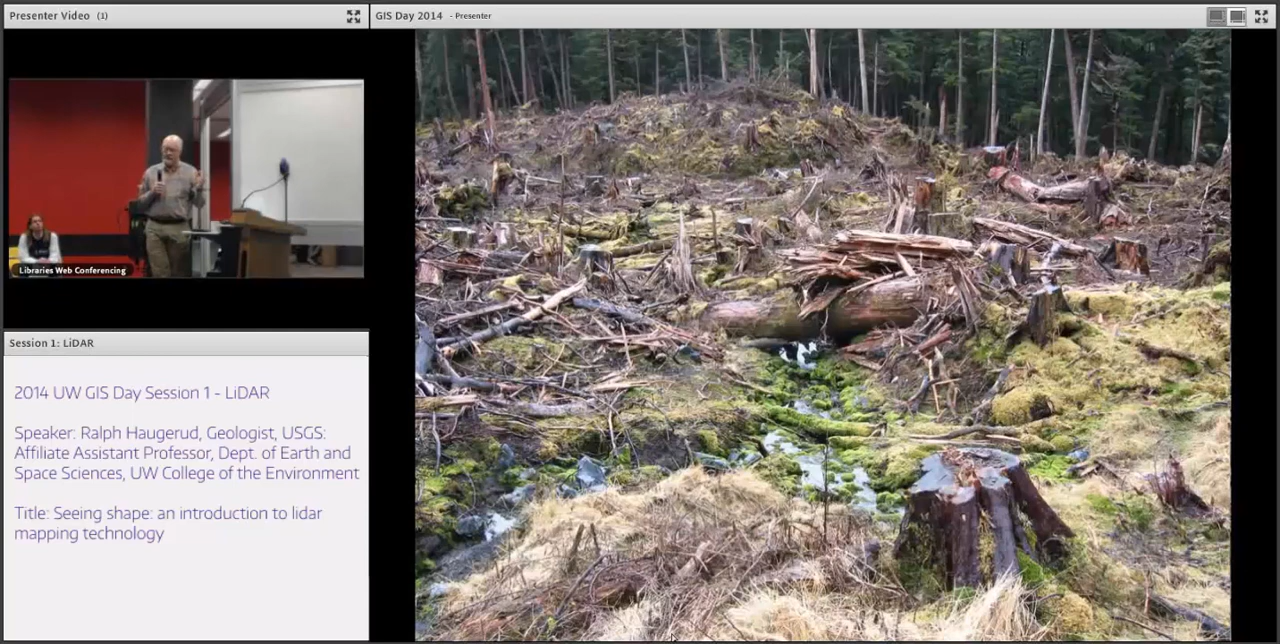 Presenter Video (1)
GIS Day 2014 - Presenter
Libraries Web Conferencing
Session 1: LiDAR
2014 UW GIS Day Session 1 - LiDAR
Speaker: Ralph Haugerud, Geologist, USGS:
Affiliate Assistant Professor, Dept. of Earth and
Space Sciences, UW College of the Environment
Title: Seeing shape: an introduction to lidar
mapping technology